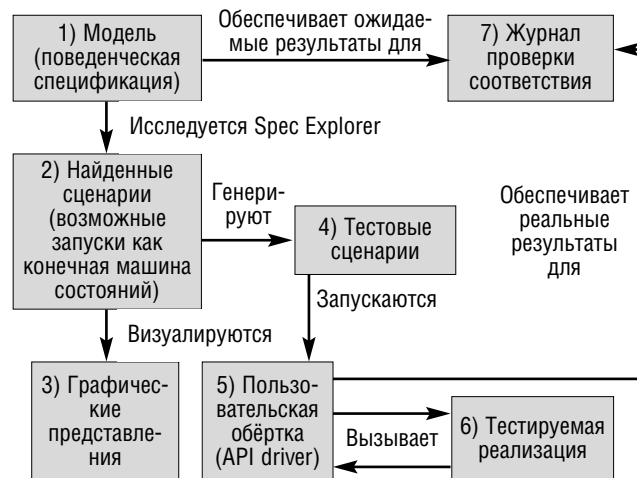 1) Модель
(поведенческая
спецификация)
Обеспечивает ожидае-
мые результаты для
7) Журнал
проверки
соответствия
Исследуется Spec Explorer
2) Найденные
сценарии
(возможные
запуски как
конечная машина
состояний)
Генери-
руют
4) Тестовые
сценарии
Обеспечивает
реальные
результаты
для
Запускаются
Визуалируются
3) Графичес-
кие
представле-
ния
5) Пользо-
вательская
обёртка
(API driver)
Вызывает
6) Тестируемая
реализация